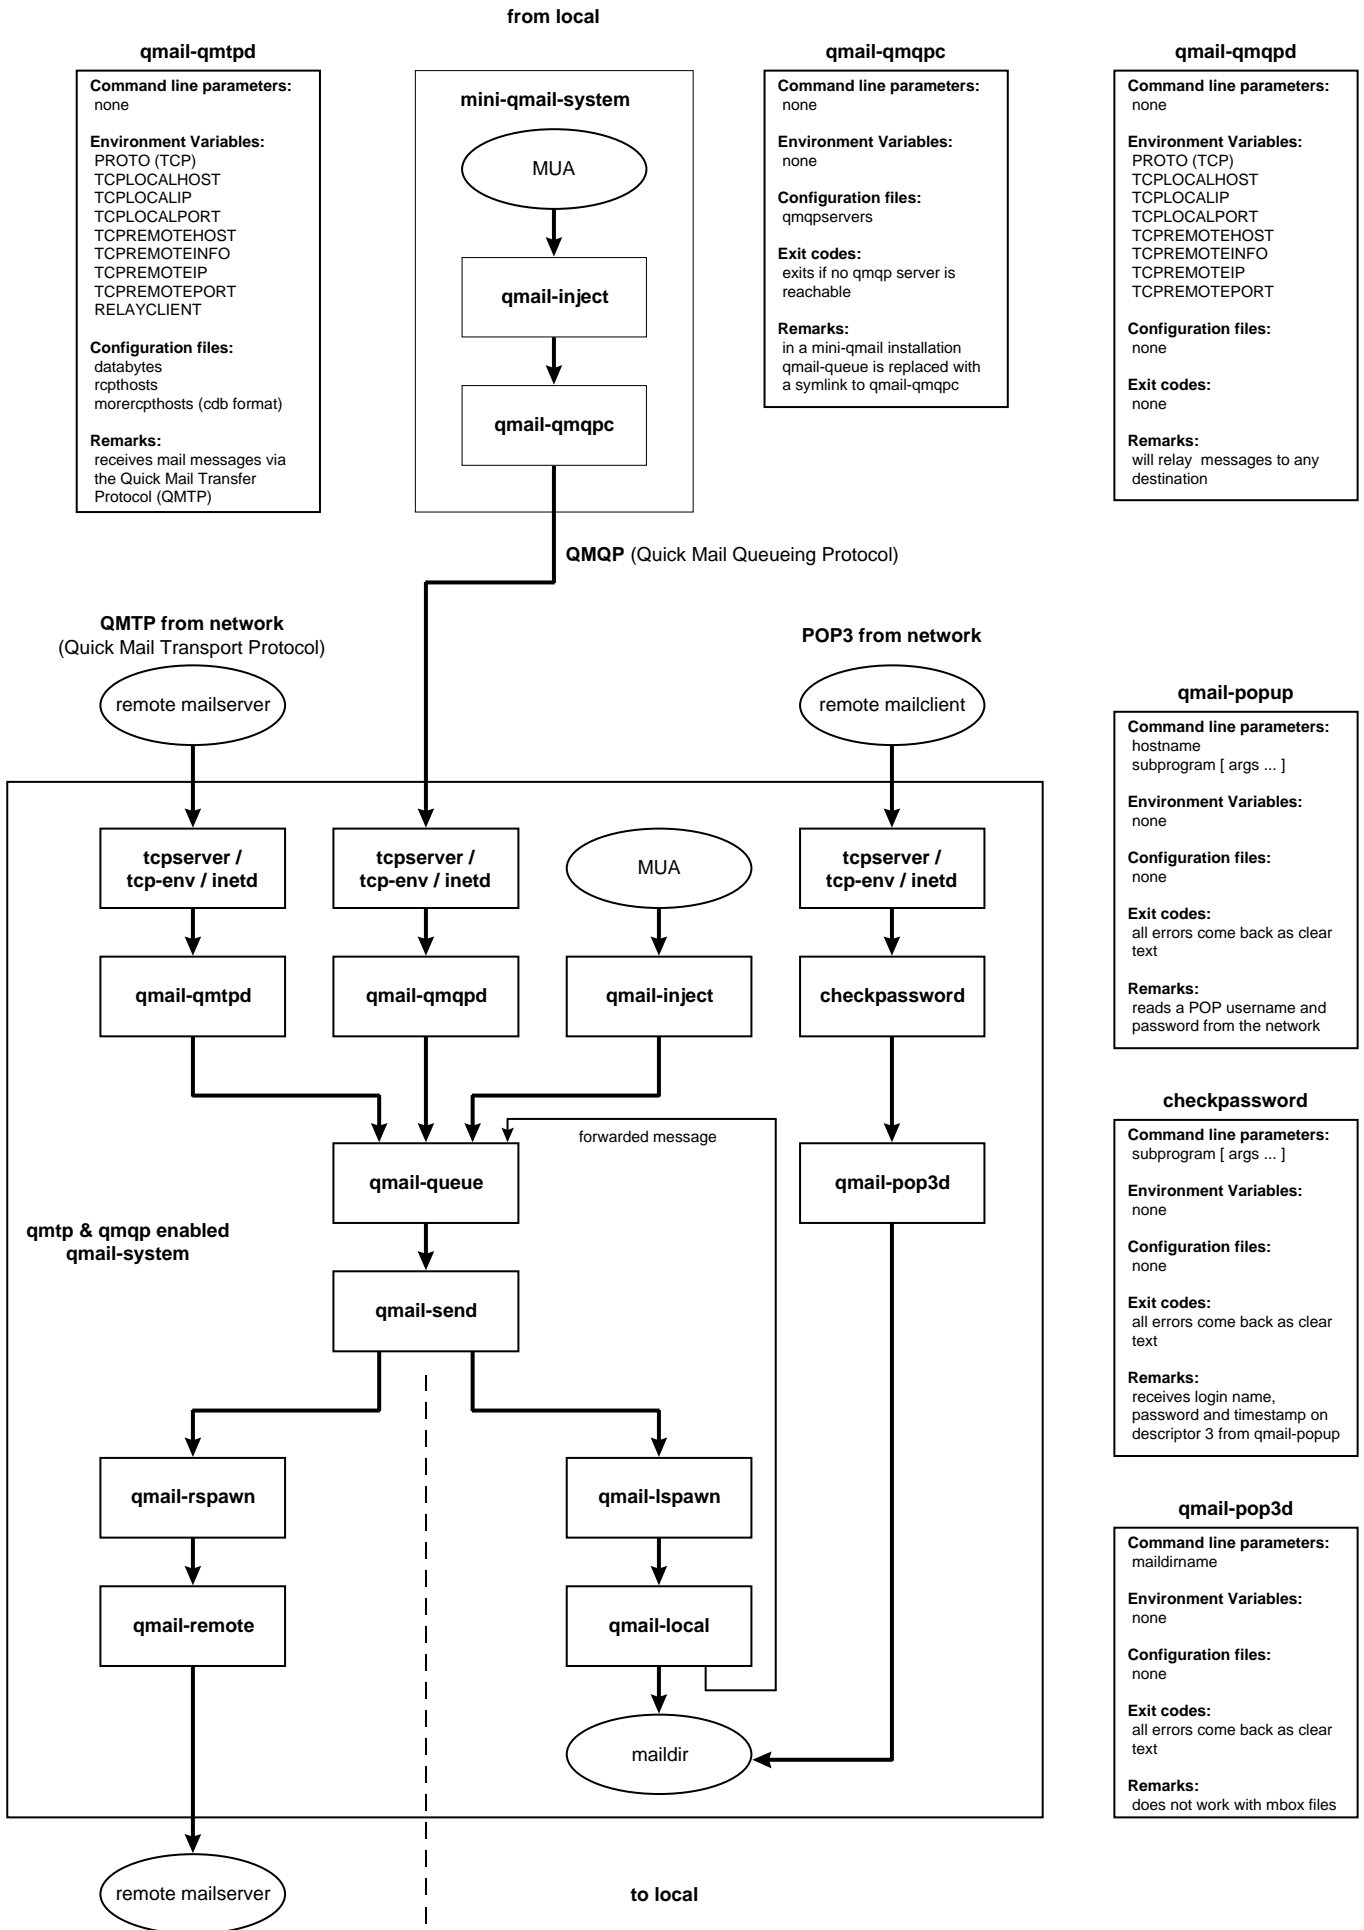 from local
qmail-qmtpd
Command line parameters:
none
Environment Variables:
PROTO (TCP)
TCPLOCALHOST
TCPLOCALIP
TCPLOCALPORT
TCPREMOTEHOST
TCPREMOTEINFO
TCPREMOTEIP
TCPREMOTEPORT
RELAYCLIENT
Configuration files:
databytes
rcpthosts
morercpthosts (cdb format)
Remarks:
receives mail messages via
the Quick Mail Transfer
Protocol (QMTP)
mini-qmail-system
MUA
qmail-inject
qmail-qmqpc
qmail-qmqpc
Command line parameters:
none
Environment Variables:
none
Configuration files:
qmqpservers
Exit codes:
exits if no qmqp server is
reachable
Remarks:
in a mini-qmail installation
qmail-queue is replaced with
a symlink to qmail-qmqpc
qmail-qmqpd
Command line parameters:
none
Environment Variables:
PROTO (TCP)
TCPLOCALHOST
TCPLOCALIP
TCPLOCALPORT
TCPREMOTEHOST
TCPREMOTEINFO
TCPREMOTEIP
TCPREMOTEPORT
Configuration files:
none
Exit codes:
none
Remarks:
will relay messages to any
destination
QMQP (Quick Mail Queueing Protocol)
QMTP from network
(Quick Mail Transport Protocol)
remote mailserver
POP3 from network
remote mailclient
tcpserver /
tcp-env / inetd
tcpserver /
tcp-env / inetd
MUA
tcpserver /
tcp-env / inetd
qmail-qmtpd
qmail-qmqpd
qmail-inject
checkpassword
forwarded message
qmail-queue
qmail-pop3d
qmtp & qmqp enabled
qmail-system
qmail-send
qmail-rspawn
qmail-lspawn
qmail-remote
qmail-local
maildir
remote mailserver
to local
qmail-popup
Command line parameters:
hostname
subprogram [ args ... ]
Environment Variables:
none
Configuration files:
none
Exit codes:
all errors come back as clear
text
Remarks:
reads a POP username and
password from the network
checkpassword
Command line parameters:
subprogram [ args ... ]
Environment Variables:
none
Configuration files:
none
Exit codes:
all errors come back as clear
text
Remarks:
receives login name,
password and timestamp on
descriptor 3 from qmail-popup
qmail-pop3d
Command line parameters:
maildirname
Environment Variables:
none
Configuration files:
none
Exit codes:
all errors come back as clear
text
Remarks:
does not work with mbox files